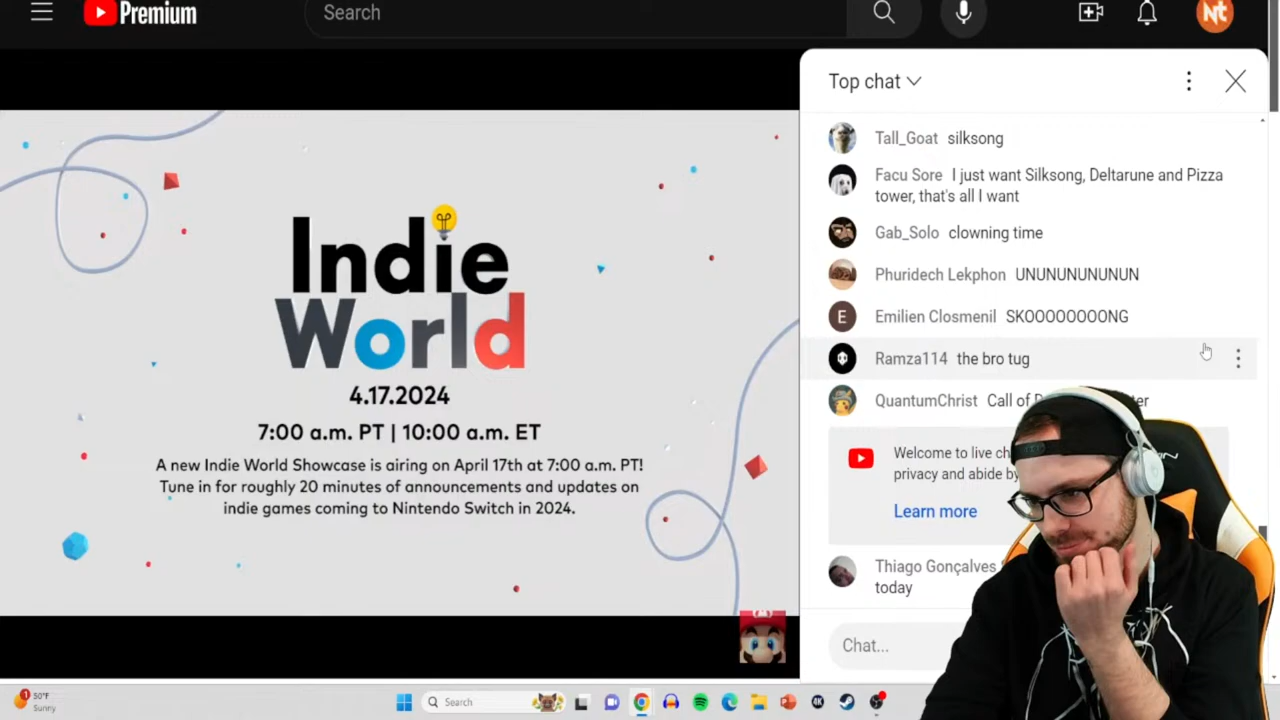 Premium
Search
Nt
Top chat
Tall_Goat silksong
Facu Sore I just want Silksong, Deltarune and Pizza
tower, that's all I want
Gab_Solo clowning time
Phuridech Lekphon UNUNUNUNUNUN
Emilien Closmenil SKOOOOOOOONG
E
Ramza114 the bro tug
QuantumChrist Call of
Welcome to live
privacy and abide by
Learn more
Thiago Gonçalves
today
Chat...
Indie
World
4.17.2024
7:00 a.m. PT | 10:00 a.m. ET
A new Indie World Showcase is airing on April 17th at 7:00 a.m. PT!
Tune in for roughly 20 minutes of announcements and updates on
indie games coming to Nintendo Switch in 2024.
M
1
50°F
Sunny
Search
4K